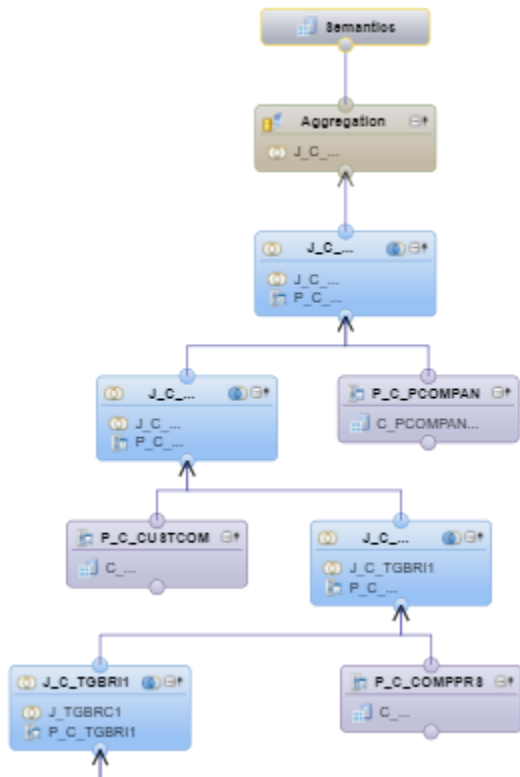 Semantics
Aggregation
J_C_...
J_C_...
J_C_...
P_C_...
J_C_...
J_C_...
P_C_...
P_C_PCOMPAN
C_PCOMPAN...
P_C_CUSTCOM
C_...
J_C_...
J_C_TGBRI1
P_C_...
J_C_TGBRI1
J_TGBRC1
P_C_TGBRI1
P_C_COMPPRS
C_...